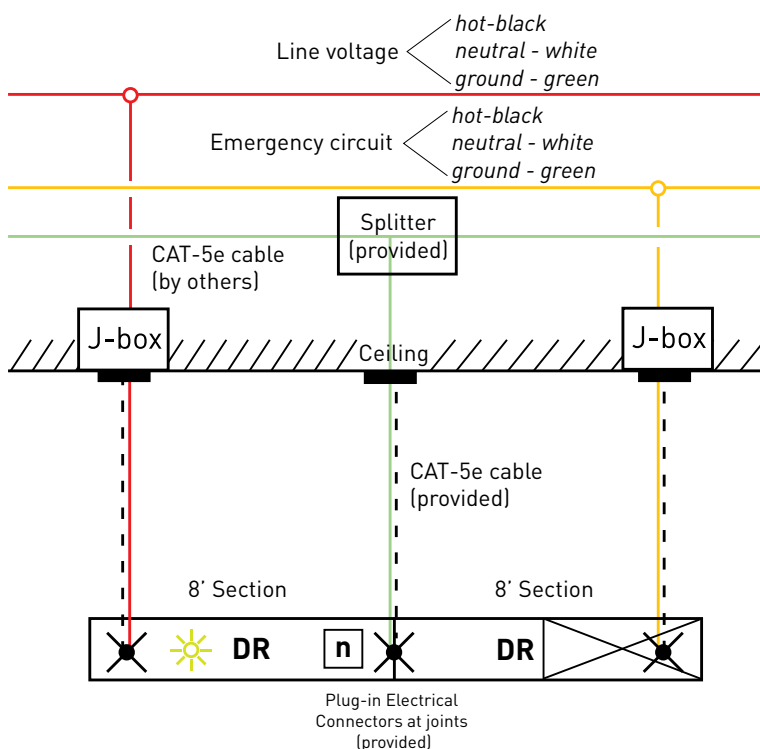 Line voltage
hot-black
neutral - white
ground - green
Emergency circuit
hot-black
neutral - white
ground - green
Splitter
(provided)
CAT-5e cable
(by others)
J-box
Ceiling
J-box
CAT-5e cable
(provided)
8' Section
8' Section
DR
n
DR
Plug-in Electrical
Connectors at joints
(provided)